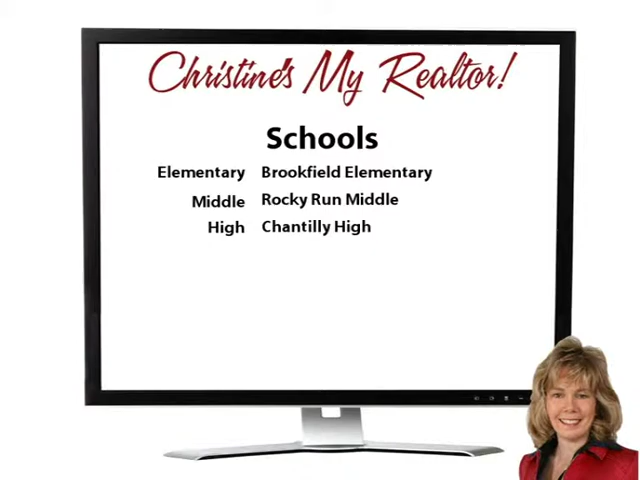 Christine's My Realtor!
Schools
Elementary Brookfield Elementary
Middle Rocky Run Middle
High Chantilly High